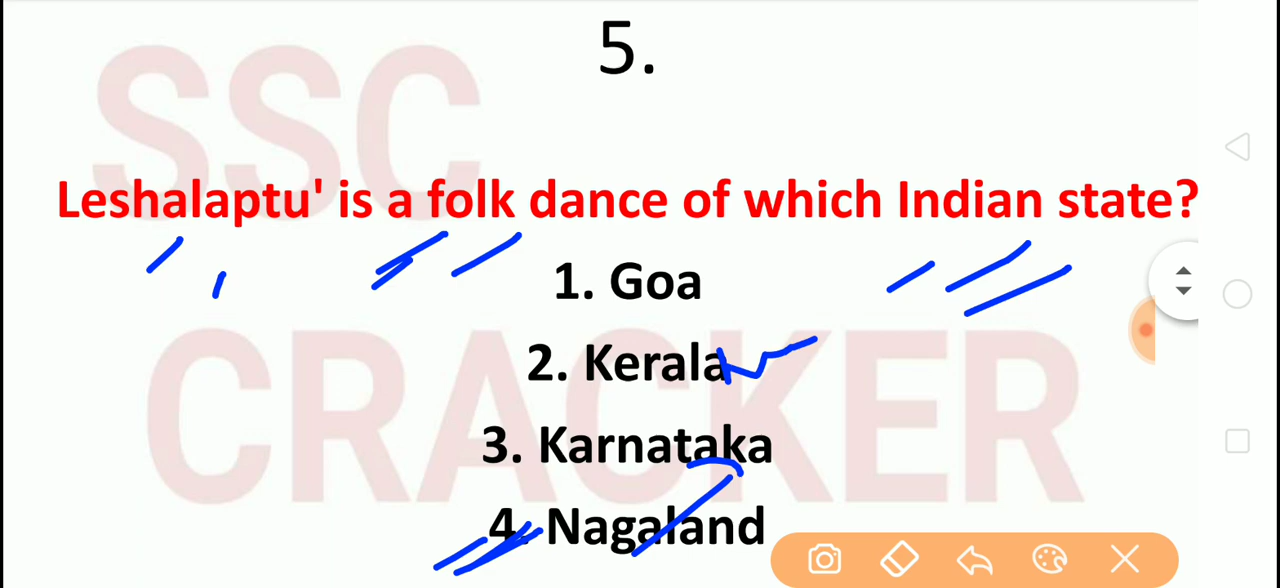 5.
SSC
Leshalaptu' is a folk dance of which Indian state?
1. Goa
2. Kerala
CRACKER
3. Karnataka
4. Nagaland